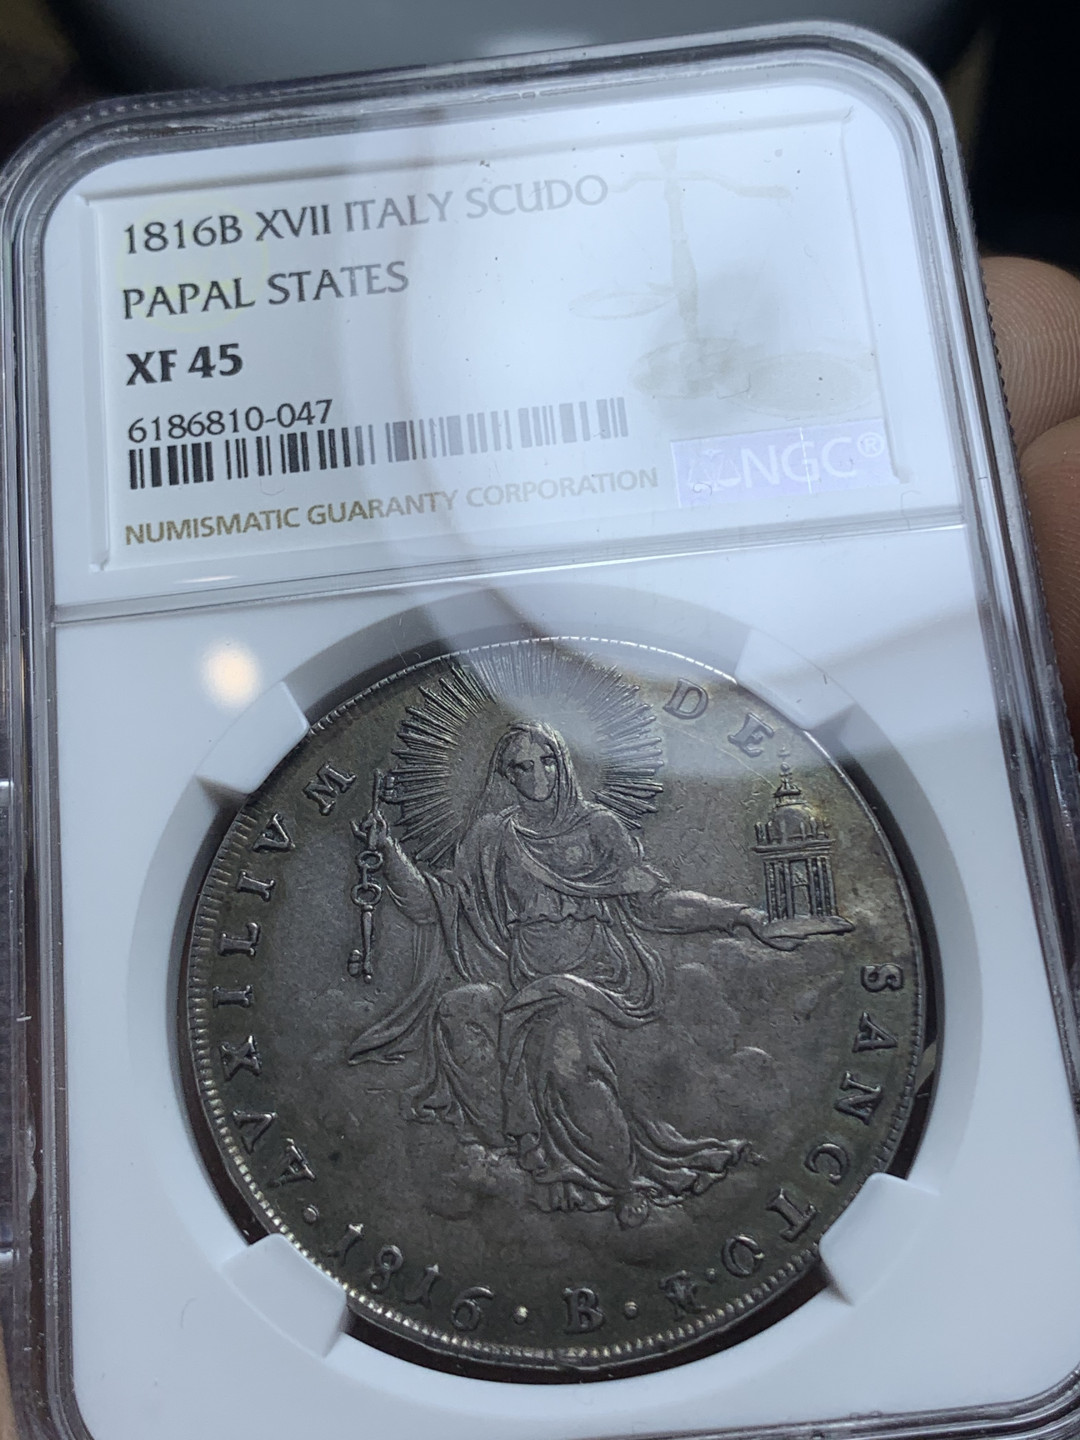 1816B XVII ITALY SCUDO
PAPAL STATES
XF 45
6186810-047
NUMISMATIC GUARANTY CORPORATION
NGC®
AVXILIVM DE SANCTO
· 1816 · B ·